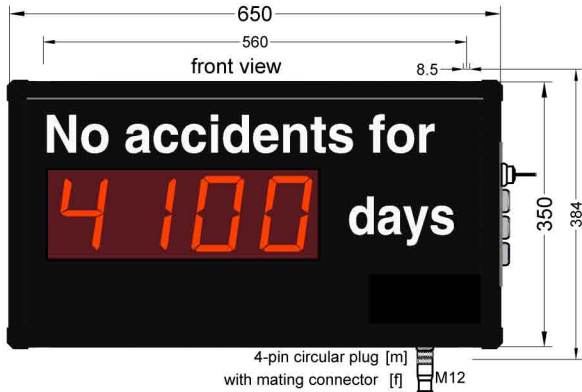 650
560
front view
8.5
No accidents for
4100
days
350
384
4-pin circular plug [m]
with mating connector [f]
M12